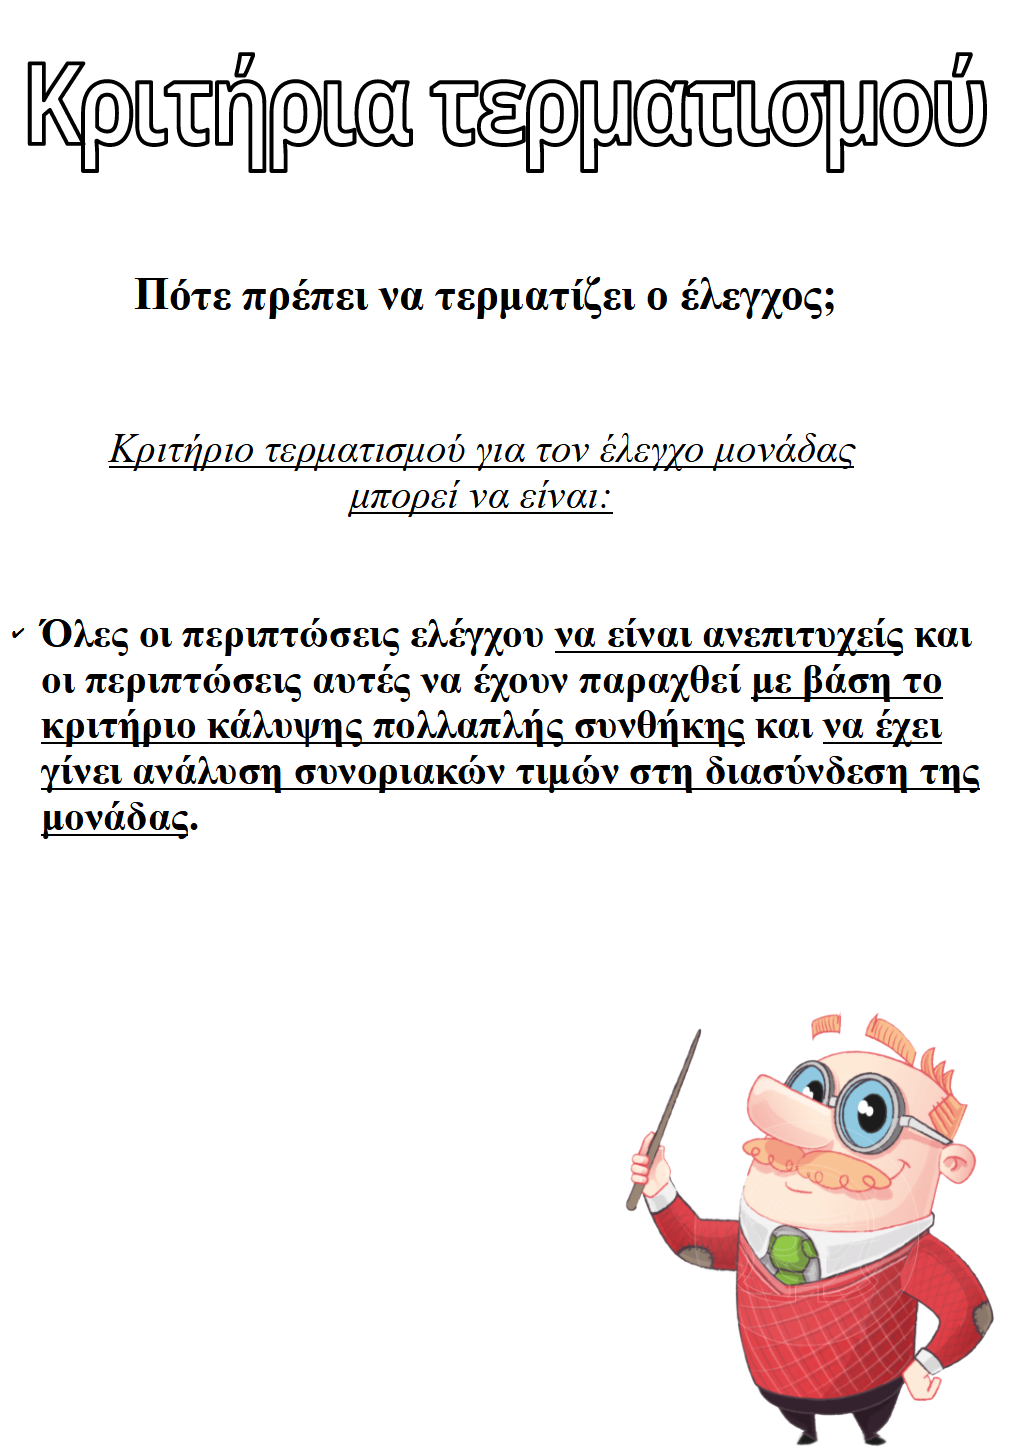 Κριτήρια τερματισμού
Πότε πρέπει να τερματίζει ο έλεγχος;
Κριτήριο τερματισμού για τον έλεγχο μονάδας
μπορεί να είναι:
✔ Όλες οι περιπτώσεις ελέγχου να είναι ανεπιτυχείς και
οι περιπτώσεις αυτές να έχουν παραχθεί με βάση το
κριτήριο κάλυψης πολλαπλής συνθήκης και να έχει
γίνει ανάλυση συνοριακών τιμών στη διασύνδεση της
μονάδας.